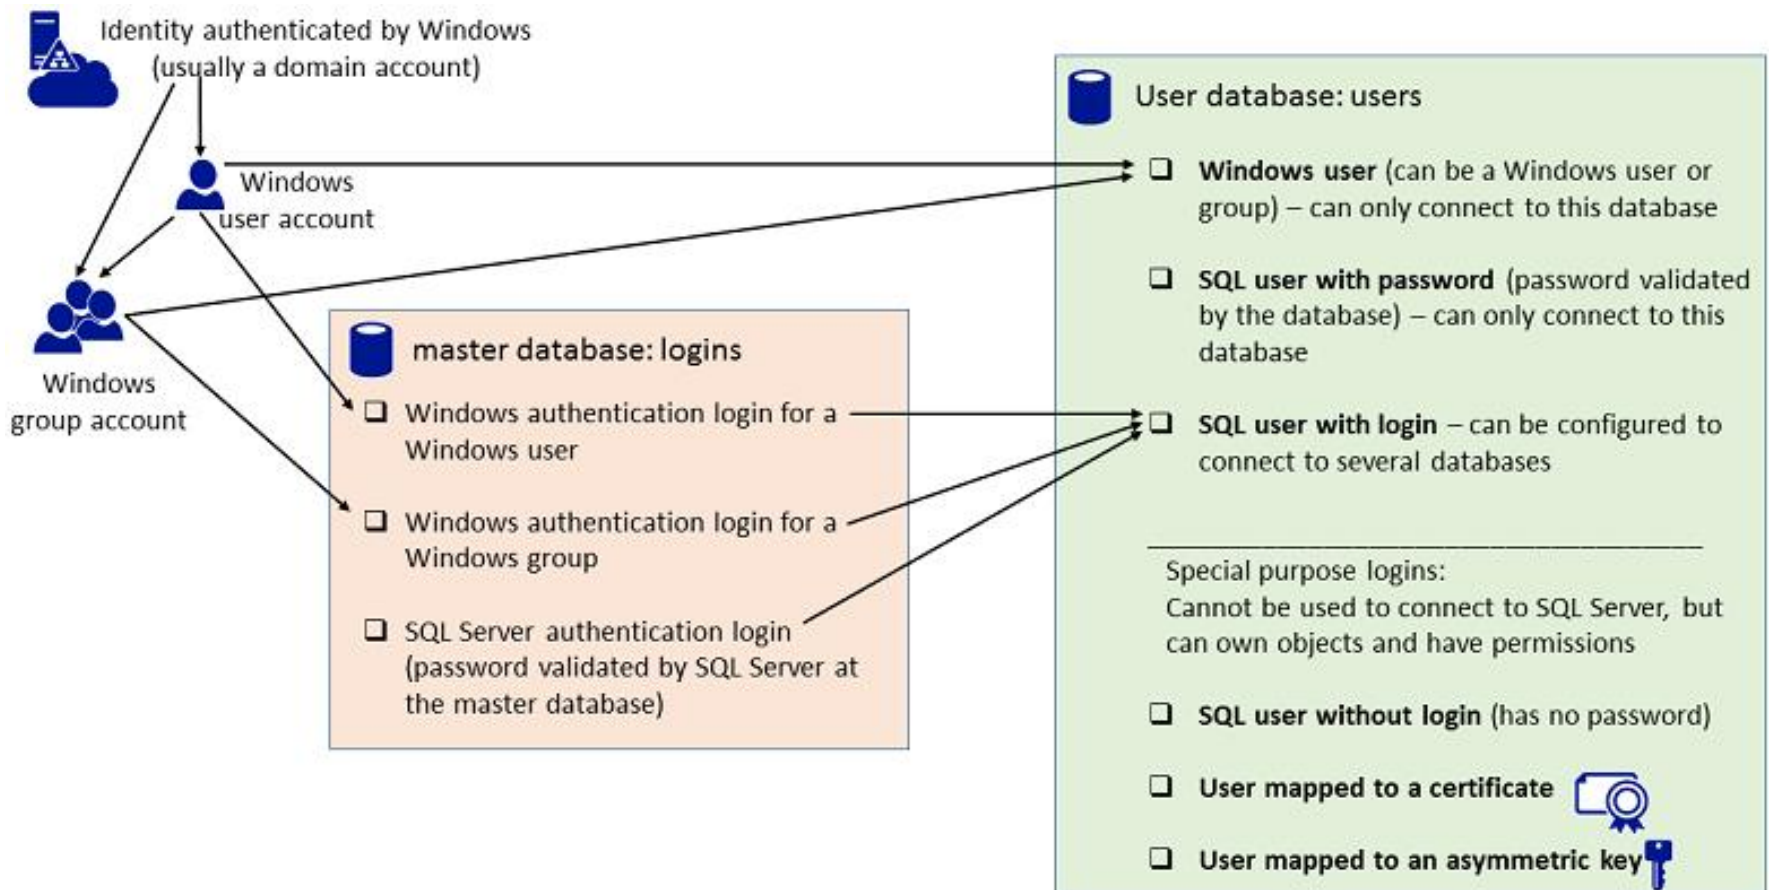 Identity authenticated by Windows
(usually a domain account)
Windows
user account
Windows
group account
master database: logins
❑ Windows authentication login for a
Windows user
❑ Windows authentication login for a
Windows group
❑ SQL Server authentication login
(password validated by SQL Server at
the master database)
User database: users
❑ Windows user (can be a Windows user or
group) – can only connect to this database
❑ SQL user with password (password validated
by the database) – can only connect to this
database
❑ SQL user with login – can be configured to
connect to several databases
Special purpose logins:
Cannot be used to connect to SQL Server, but
can own objects and have permissions
❑ SQL user without login (has no password)
❑ User mapped to a certificate
❑ User mapped to an asymmetric key